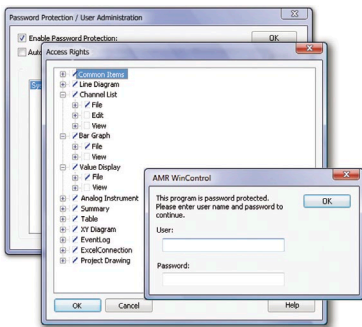 Password Protection / User Administration
Enable Password Protection:
OK
Access Rights
Common Items
Line Diagram
Channel List
File
Edit
View
Bar Graph
File
View
Value Display
File
View
Analog Instrument
Summary
Table
XY Diagram
EventLog
ExcelConnection
Project Drawing
OK
Cancel
Help
AMR WinControl
This program is password protected.
Please enter user name and password to
continue.
OK
User:
Password: